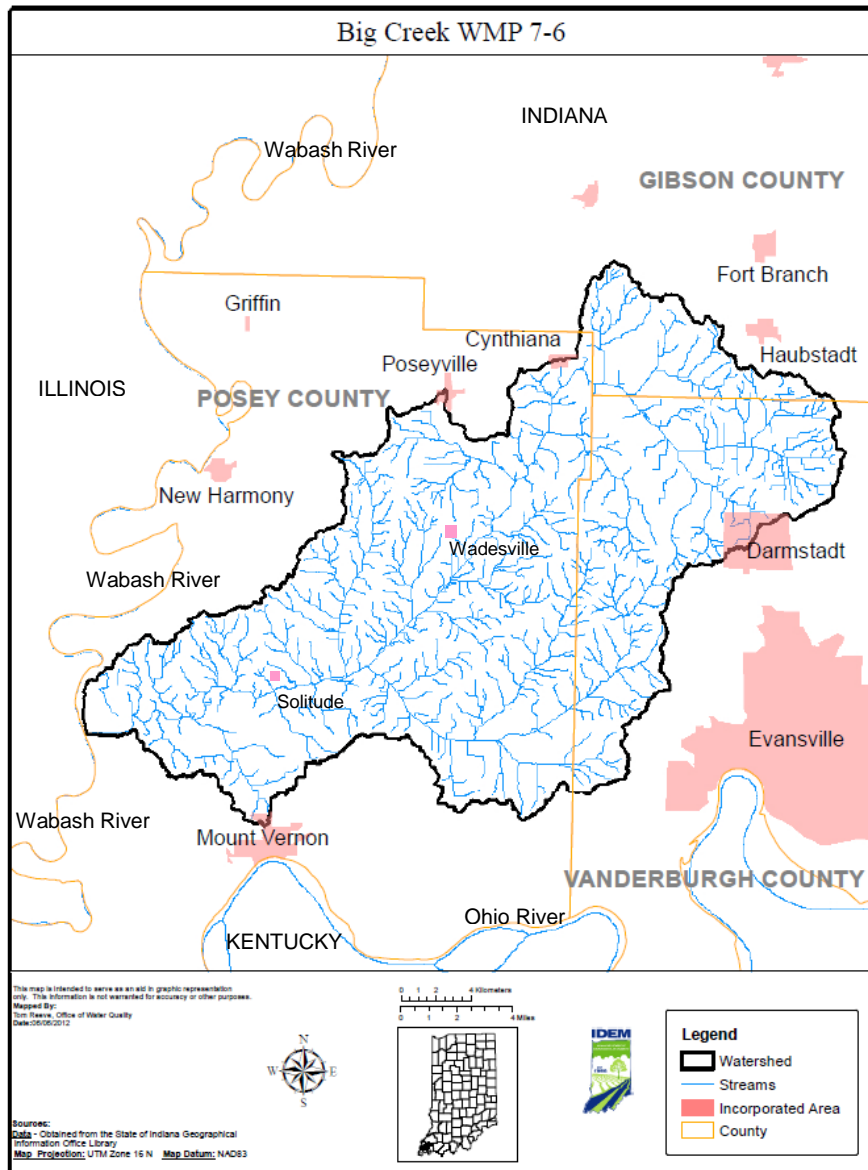 Big Creek WMP 7-6
INDIANA
Wabash River
GIBSON COUNTY
Fort Branch
Griffin
Cynthiana
Haubstadt
Poseyville
ILLINOIS
POSEY COUNTY
New Harmony
Wadesville
Darmstadt
Wabash River
Solitude
Evansville
Wabash River
Mount Vernon
VANDERBURGH COUNTY
Ohio River
KENTUCKY
This map is intended to serve as an aid in graphic representation
only. This information is not warranted for accuracy or other purposes.
Mapped By:
Tom Reeve, Office of Water Quality
Date:06/06/2012
N
W E
S
Sources:
Data - Obtained from the State of Indiana Geographical
Information Office Library
Map Projection: UTM Zone 16 N Map Datum: NAD83
0 1 2 4 Kilometers
0 1 2 4 Miles
IDEM
Legend
Watershed
Streams
Incorporated Area
County